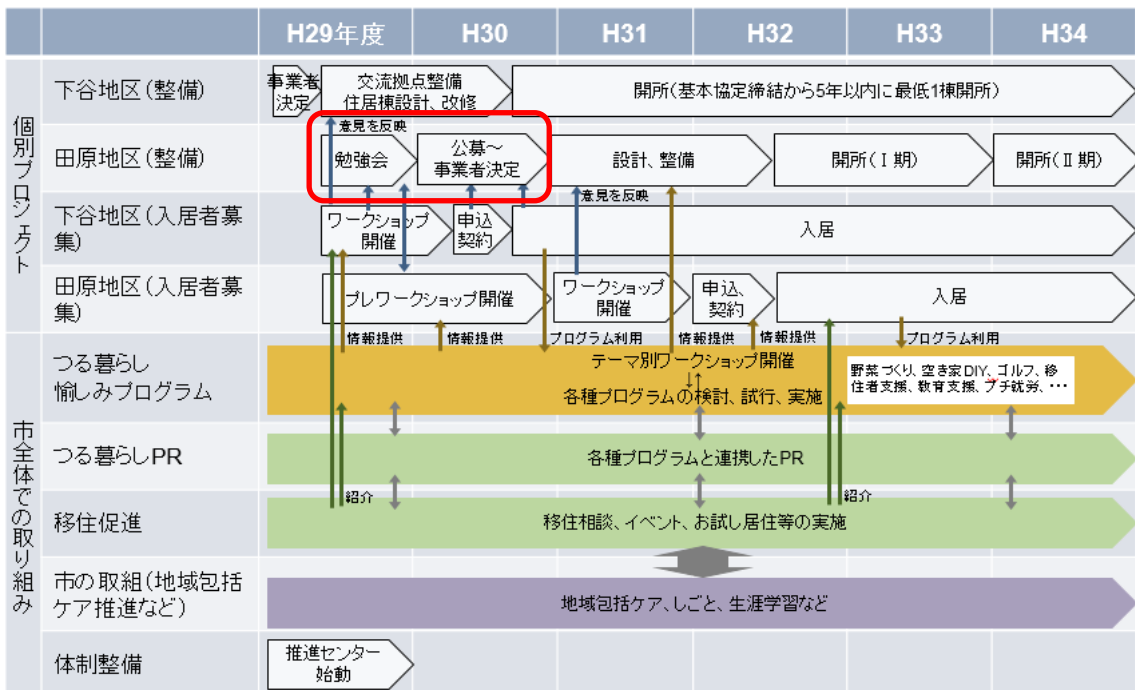 H29年度 H30 H31 H32 H33 H34
個別プロジェクト
下谷地区(整備)
事業者
決定
交流拠点整備
住居棟設計、改修
開所(基本協定締結から5年以内に最低1棟開所)
意見を反映
田原地区(整備)
勉強会
公募~
事業者決定
設計、整備
開所(Ⅰ期)
開所(Ⅱ期)
意見を反映
下谷地区(入居者募
集)
ワークショップ
開催
申込
契約
入居
田原地区(入居者募
集)
プレワークショップ開催
ワークショップ
開催
申込、
契約
入居
情報提供 情報提供 プログラム利用 情報提供 情報提供 プログラム利用
市全体での取り組み
つる暮らし
愉しみプログラム
テーマ別ワークショップ開催
↓↑
各種プログラムの検討、試行、実施
野菜づくり、空き家DIY、ゴルフ、移
住者支援、教育支援、プチ就労、…
つる暮らしPR
各種プログラムと連携したPR
紹介 紹介
移住促進
移住相談、イベント、お試し居住等の実施
市の取組(地域包括
ケア推進など)
地域包括ケア、しごと、生涯学習など
体制整備
推進センター
始動